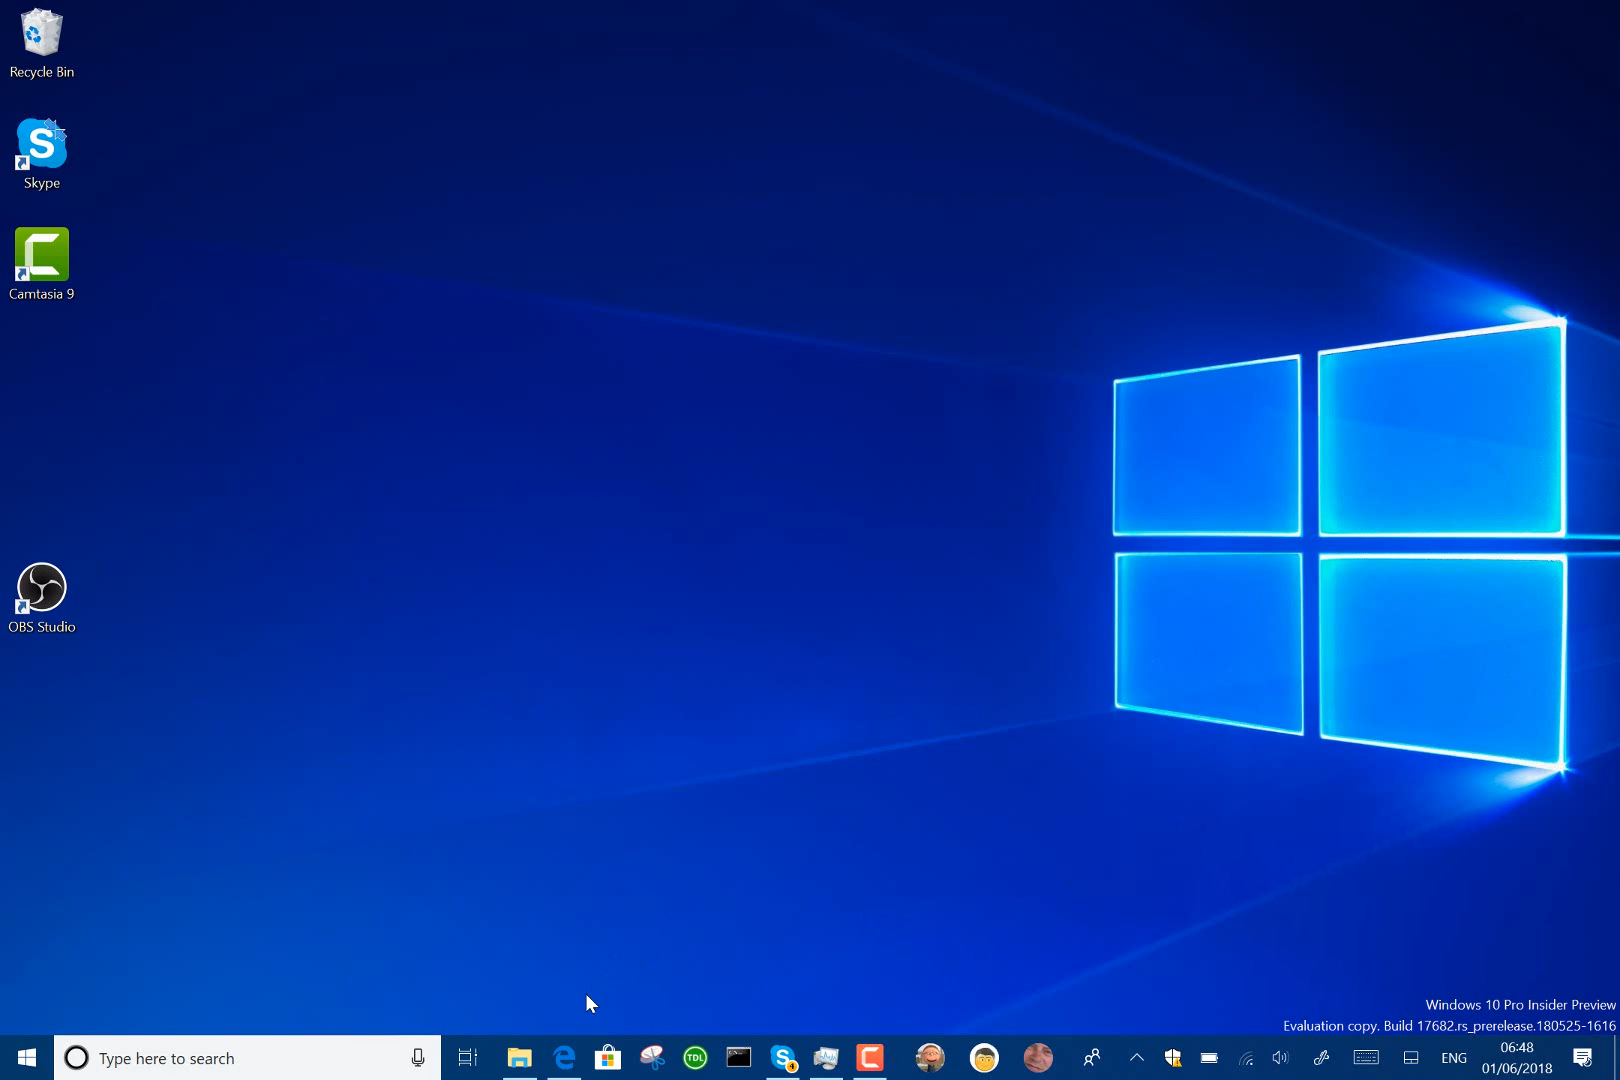 Recycle Bin
S
Skype
Camtasia 9
OBS Studio
Windows 10 Pro Insider Preview
Evaluation copy. Build 17682.rs_prerelease.180525-1616
Type here to search
TDL
S
4
ENG
06:48
01/06/2018